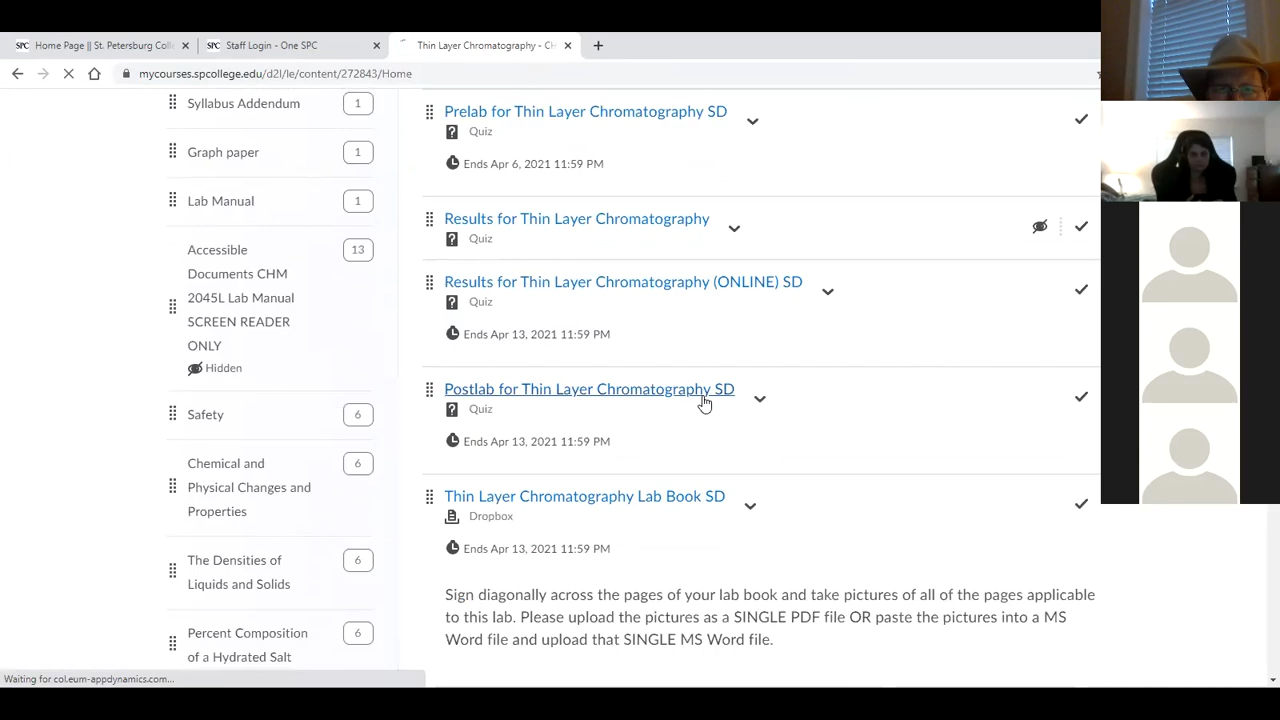 Home Page || St. Petersburg Coll
Staff Login - One SPC
Thin Layer Chromatography - CH
mycourses.spcollege.edu/d2l/le/content/272843/Home
Syllabus Addendum 1
Graph paper 1
Lab Manual 1
Accessible 13
Documents CHM
2045L Lab Manual
SCREEN READER
ONLY
Hidden
Safety 6
Chemical and 6
Physical Changes and
Properties
The Densities of 6
Liquids and Solids
Percent Composition 6
of a Hydrated Salt
Prelab for Thin Layer Chromatography SD
Quiz
Ends Apr 6, 2021 11:59 PM
Results for Thin Layer Chromatography
Quiz
Results for Thin Layer Chromatography (ONLINE) SD
Quiz
Ends Apr 13, 2021 11:59 PM
Postlab for Thin Layer Chromatography SD
Quiz
Ends Apr 13, 2021 11:59 PM
Thin Layer Chromatography Lab Book SD
Dropbox
Ends Apr 13, 2021 11:59 PM
Sign diagonally across the pages of your lab book and take pictures of all of the pages applicable
to this lab. Please upload the pictures as a SINGLE PDF file OR paste the pictures into a MS
Word file and upload that SINGLE MS Word file.
Waiting for col.eum-appdynamics.com...